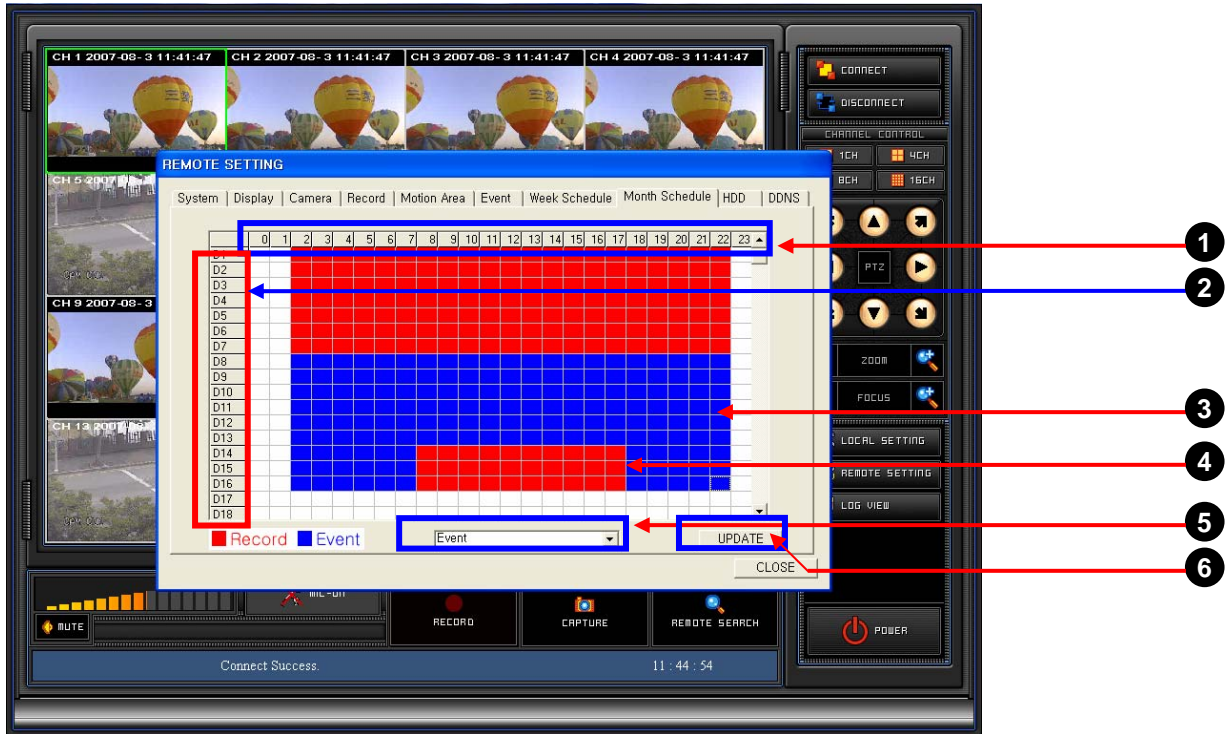 CH 1 2007-08- 3 11:41:47 CH 2 2007-08- 3 11:41:47 CH 3 2007-08- 3 11:41:47 CH 4 2007-08- 3 11:41:47
CONNECT
DISCONNECT
CHANNEL CONTROL
1CH 4CH
8CH 16CH
REMOTE SETTING
CH 5 2007
System Display Camera Record Motion Area Event Week Schedule Month Schedule HDD DDNS
0 1 2 3 4 5 6 7 8 9 10 11 12 13 14 15 16 17 18 19 20 21 22 23
1
D1
D2
PTZ
D3
2
D4
CH 9 2007-08- 3
D5
D6
D7
D8
ZOOM
D9
D10
FOCUS
D11
3
D12
CH 13 2007
D13
LOCAL SETTING
D14
D15
4
REMOTE SETTING
D16
D17
LOG VIEW
D18
5
Record Event
Event
UPDATE
6
CLOSE
MIC-ON
MUTE
RECORD
CAPTURE
REMOTE SEARCH
POWER
Connect Success.
11 : 44 : 54